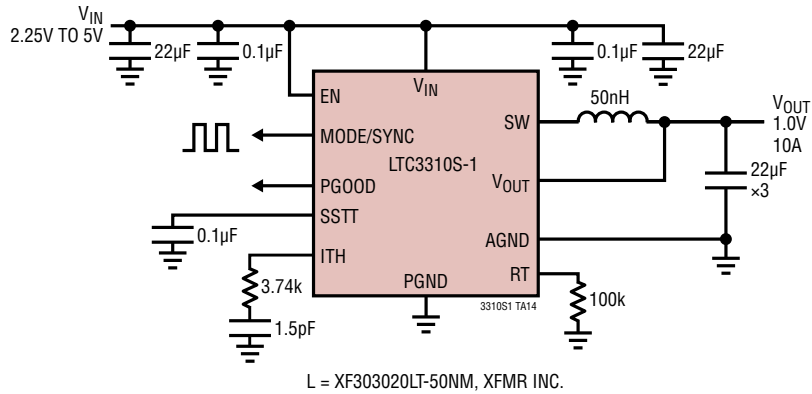 VIN
2.25V TO 5V
22µF
0.1µF
0.1µF
22µF
EN
VIN
MODE/SYNC
SW
50nH
VOUT
1.0V
10A
LTC3310S-1
PGOOD
VOUT
22µF
×3
SSTT
0.1µF
AGND
ITH
RT
3.74k
PGND
100k
3310S1 TA14
1.5pF
L = XF303020LT-50NM, XFMR INC.